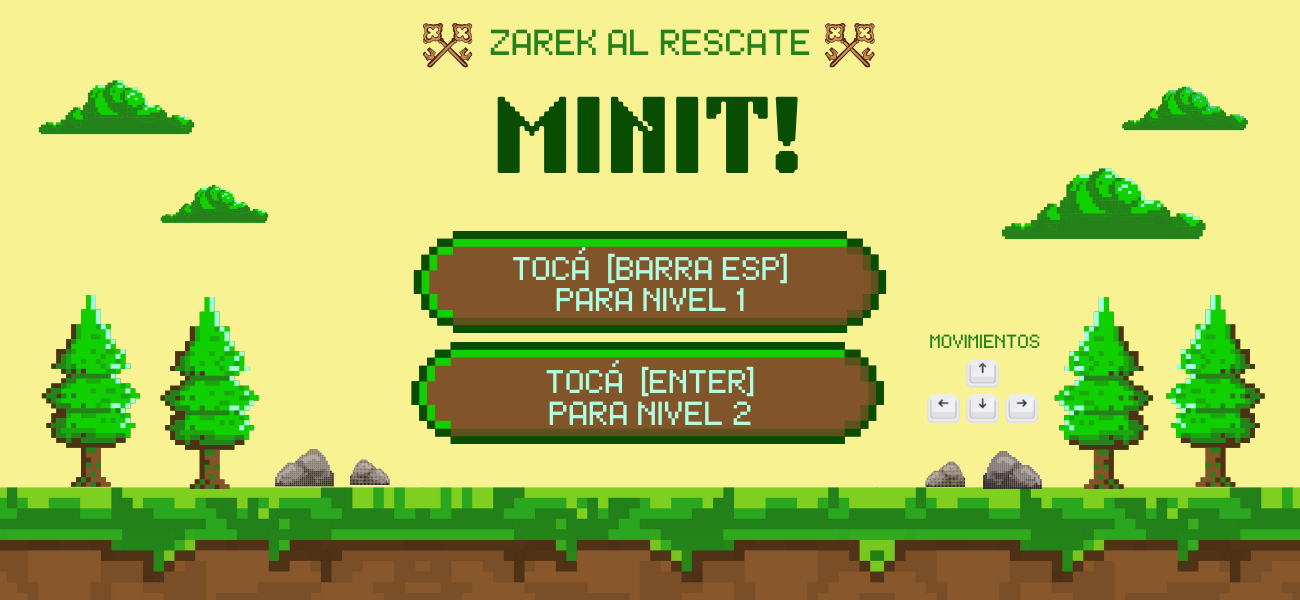 ZAREK AL RESCATE
MINIT!
TOCÁ [BARRA ESP]
PARA NIVEL 1
TOCÁ [ENTER]
PARA NIVEL 2
MOVIMIENTOS
↑
← ↓ →